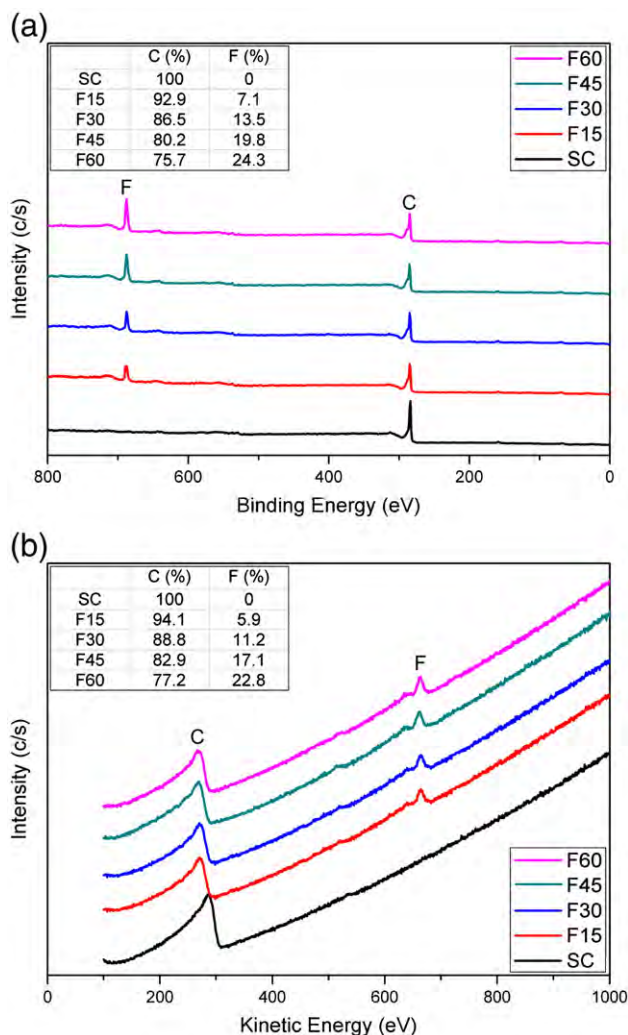 (a)
C (%) F (%)
SC 100 0
F15 92.9 7.1
F30 86.5 13.5
F45 80.2 19.8
F60 75.7 24.3
F60
F45
F30
F15
SC
F
C
Intensity (c/s)
800 600 400 200 0
Binding Energy (eV)
(b)
C (%) F (%)
SC 100 0
F15 94.1 5.9
F30 88.8 11.2
F45 82.9 17.1
F60 77.2 22.8
F
C
Intensity (c/s)
F60
F45
F30
F15
SC
0 200 400 600 800 1000
Kinetic Energy (eV)